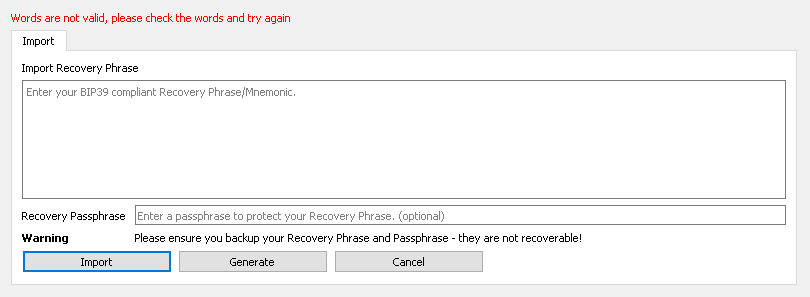 Words are not valid, please check the words and try again
Import
Import Recovery Phrase
Enter your BIP39 compliant Recovery Phrase/Mnemonic.
Recovery Passphrase Enter a passphrase to protect your Recovery Phrase. (optional)
Warning Please ensure you backup your Recovery Phrase and Passphrase - they are not recoverable!
Import Generate Cancel